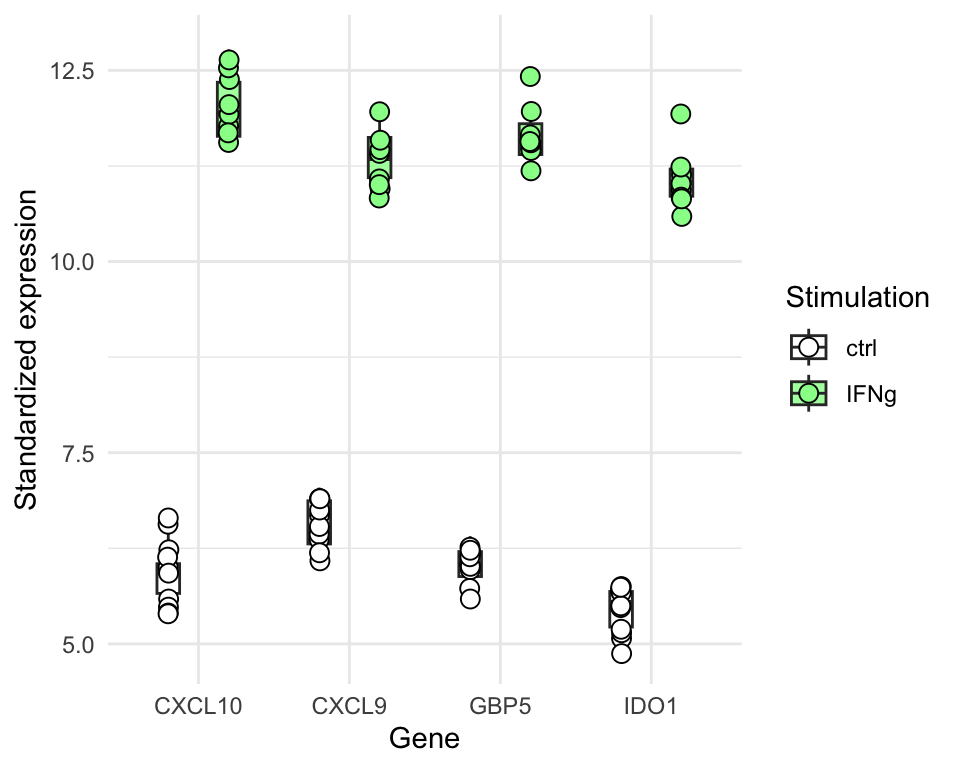 Standardized expression
12.5
10.0
7.5
5.0
CXCL10 CXCL9 GBP5 IDO1
Gene
Stimulation
ctrl
IFNg